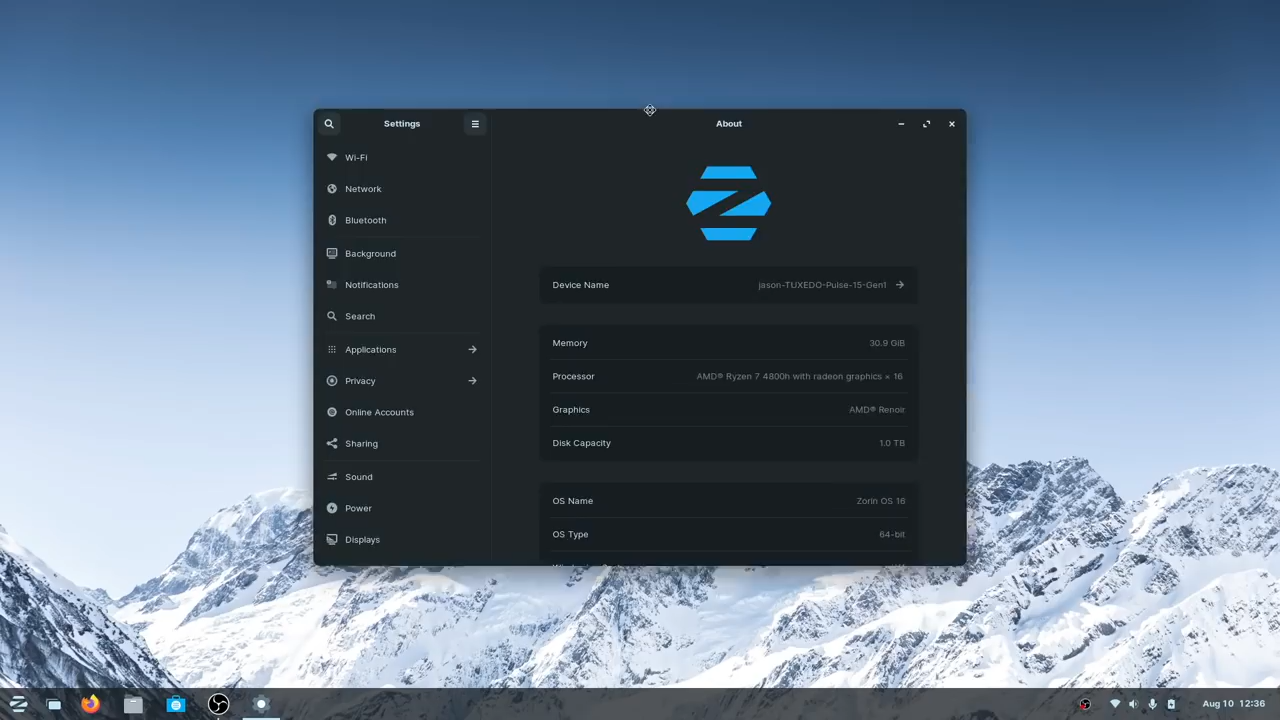 Settings
About
Wi-Fi
Network
Bluetooth
Background
Notifications
Search
Applications
Privacy
Online Accounts
Sharing
Sound
Power
Displays
Device Name jason-TUXEDO-Pulse-15-Gen1
Memory 30.9 GiB
Processor AMD® Ryzen 7 4800h with radeon graphics × 16
Graphics AMD® Renoir
Disk Capacity 1.0 TB
OS Name Zorin OS 16
OS Type 64-bit
Aug 10 12:36